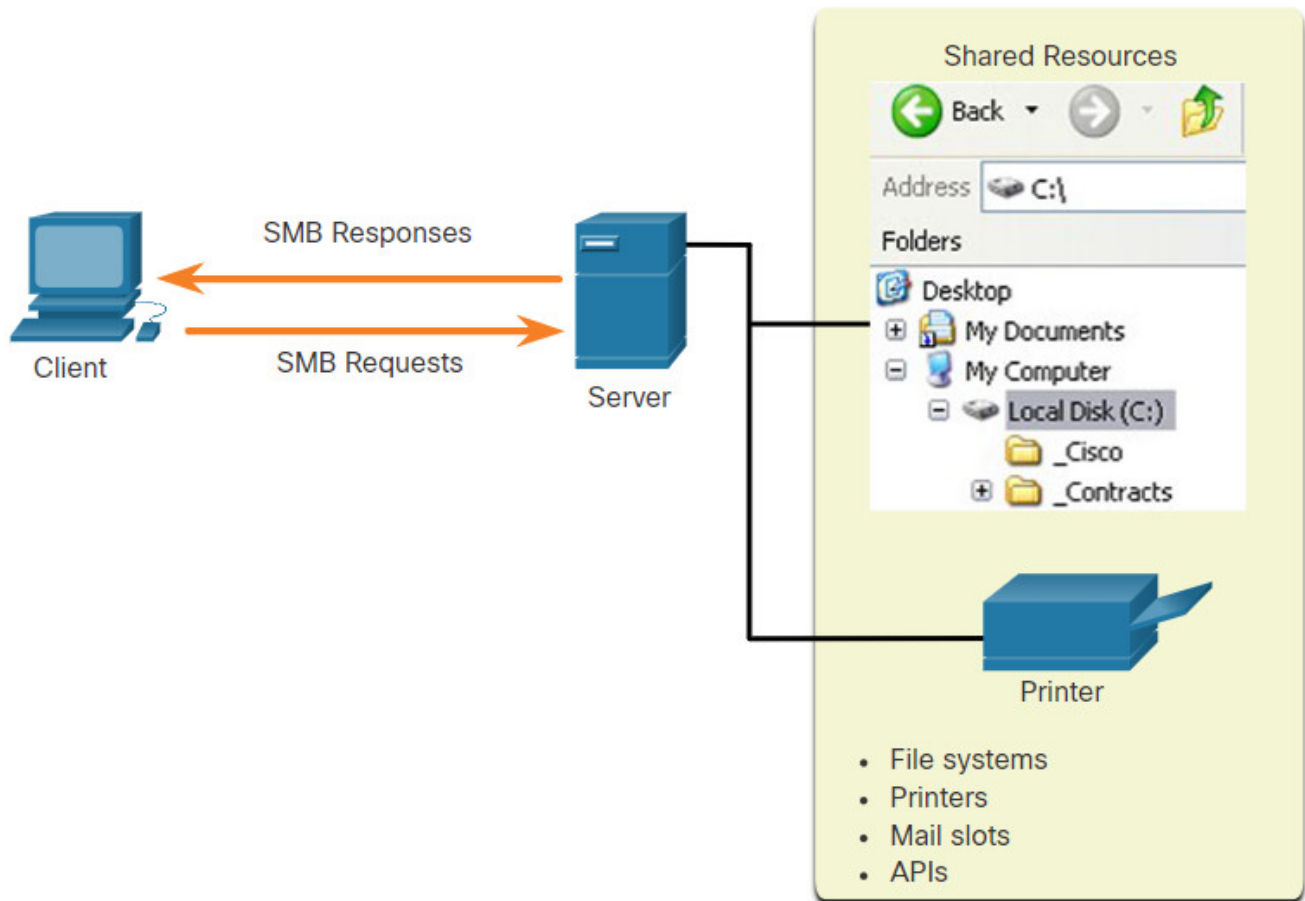 Shared Resources
Back
Address C:\
Folders
Desktop
My Documents
My Computer
Local Disk (C:)
_Cisco
_Contracts
SMB Responses
SMB Requests
Client
Server
Printer
• File systems
• Printers
• Mail slots
• APIs